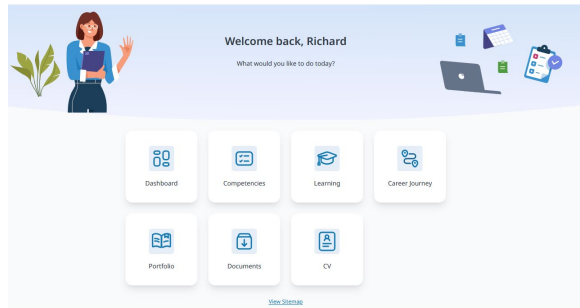 Welcome back, Richard
What would you like to do today?
Dashboard
Competencies
Learning
Career Journey
Portfolio
Documents
CV
View Sitemap